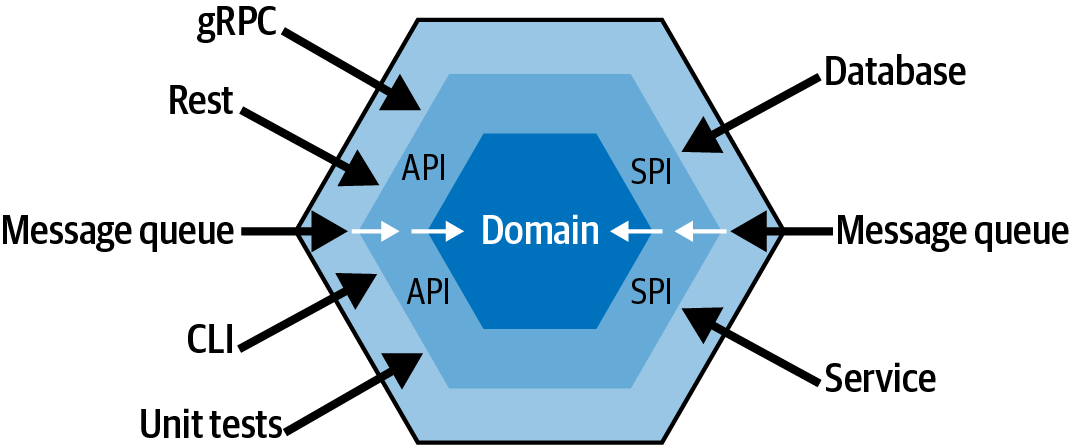 gRPC
Database
Rest
API
SPI
Message queue
Domain
Message queue
API
SPI
CLI
Service
Unit tests